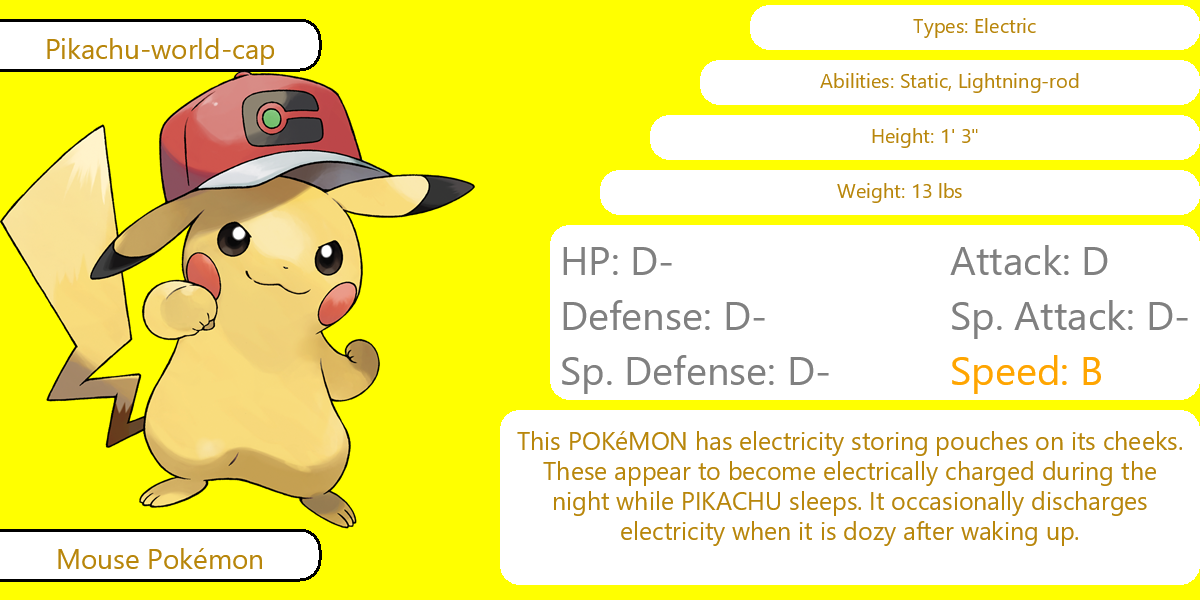 Pikachu-world-cap
Types: Electric
Abilities: Static, Lightning-rod
Height: 1' 3"
Weight: 13 lbs
HP: D-
Attack: D
Defense: D-
Sp. Attack: D-
Sp. Defense: D-
Speed: B
This POKéMON has electricity storing pouches on its cheeks.
These appear to become electrically charged during the
night while PIKACHU sleeps. It occasionally discharges
electricity when it is dozy after waking up.
Mouse Pokémon